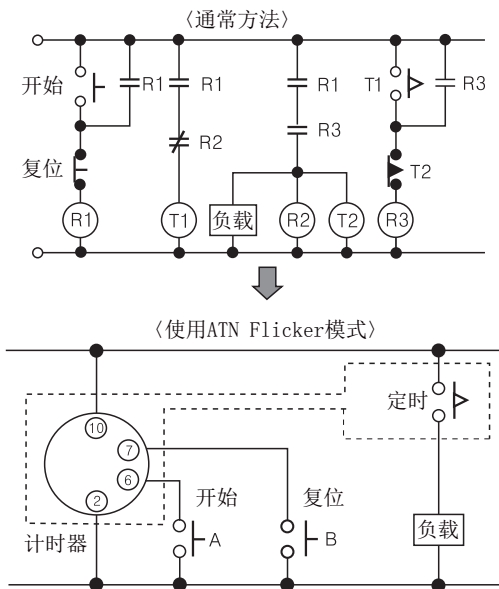 〈通常方法〉
开始
R1
R1
R1
T1
R3
R2
R3
复位
T2
R1
T1
负载
R2
T2
R3
〈使用ATN Flicker模式〉
定时
10
7
6
2
开始
复位
A
B
负载
计时器